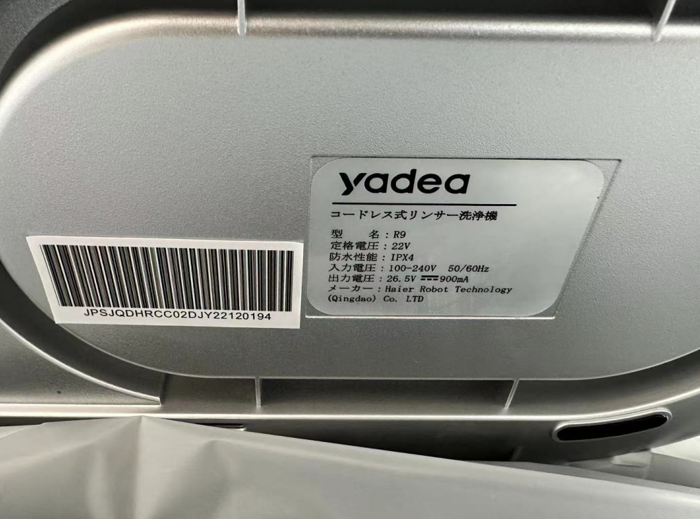 yadea
コードレス式リンサー洗浄機
型　　名：R9
定格電圧：22V
防水性能：IPX4
入力電圧：100-240V 50/60Hz
出力電圧：26.5V ⎓900mA
メーカー：Haier Robot Technology
(Qingdao) Co. LTD
JPSJQDHRCC02DJY22120194